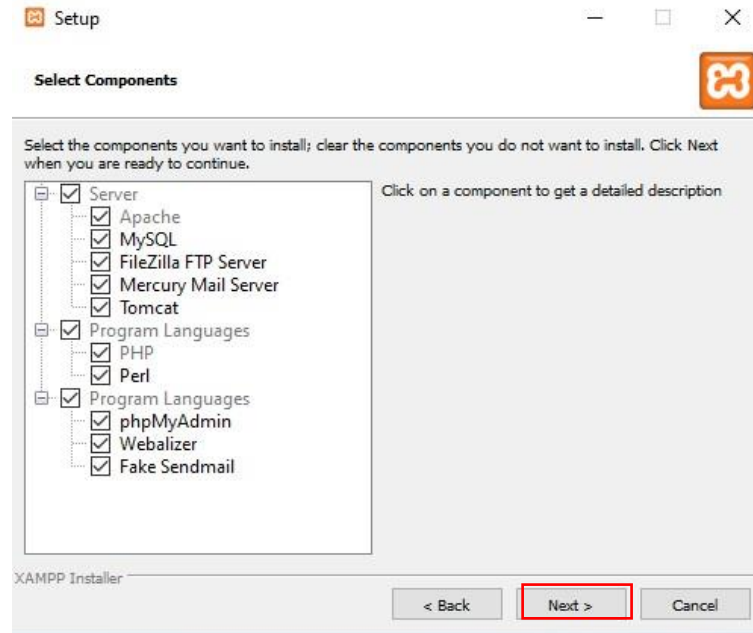 Setup
Select Components
Select the components you want to install; clear the components you do not want to install. Click Next
when you are ready to continue.
Server
Apache
MySQL
FileZilla FTP Server
Mercury Mail Server
Tomcat
Program Languages
PHP
Perl
Program Languages
phpMyAdmin
Webalizer
Fake Sendmail
Click on a component to get a detailed description
XAMPP Installer
< Back
Next >
Cancel